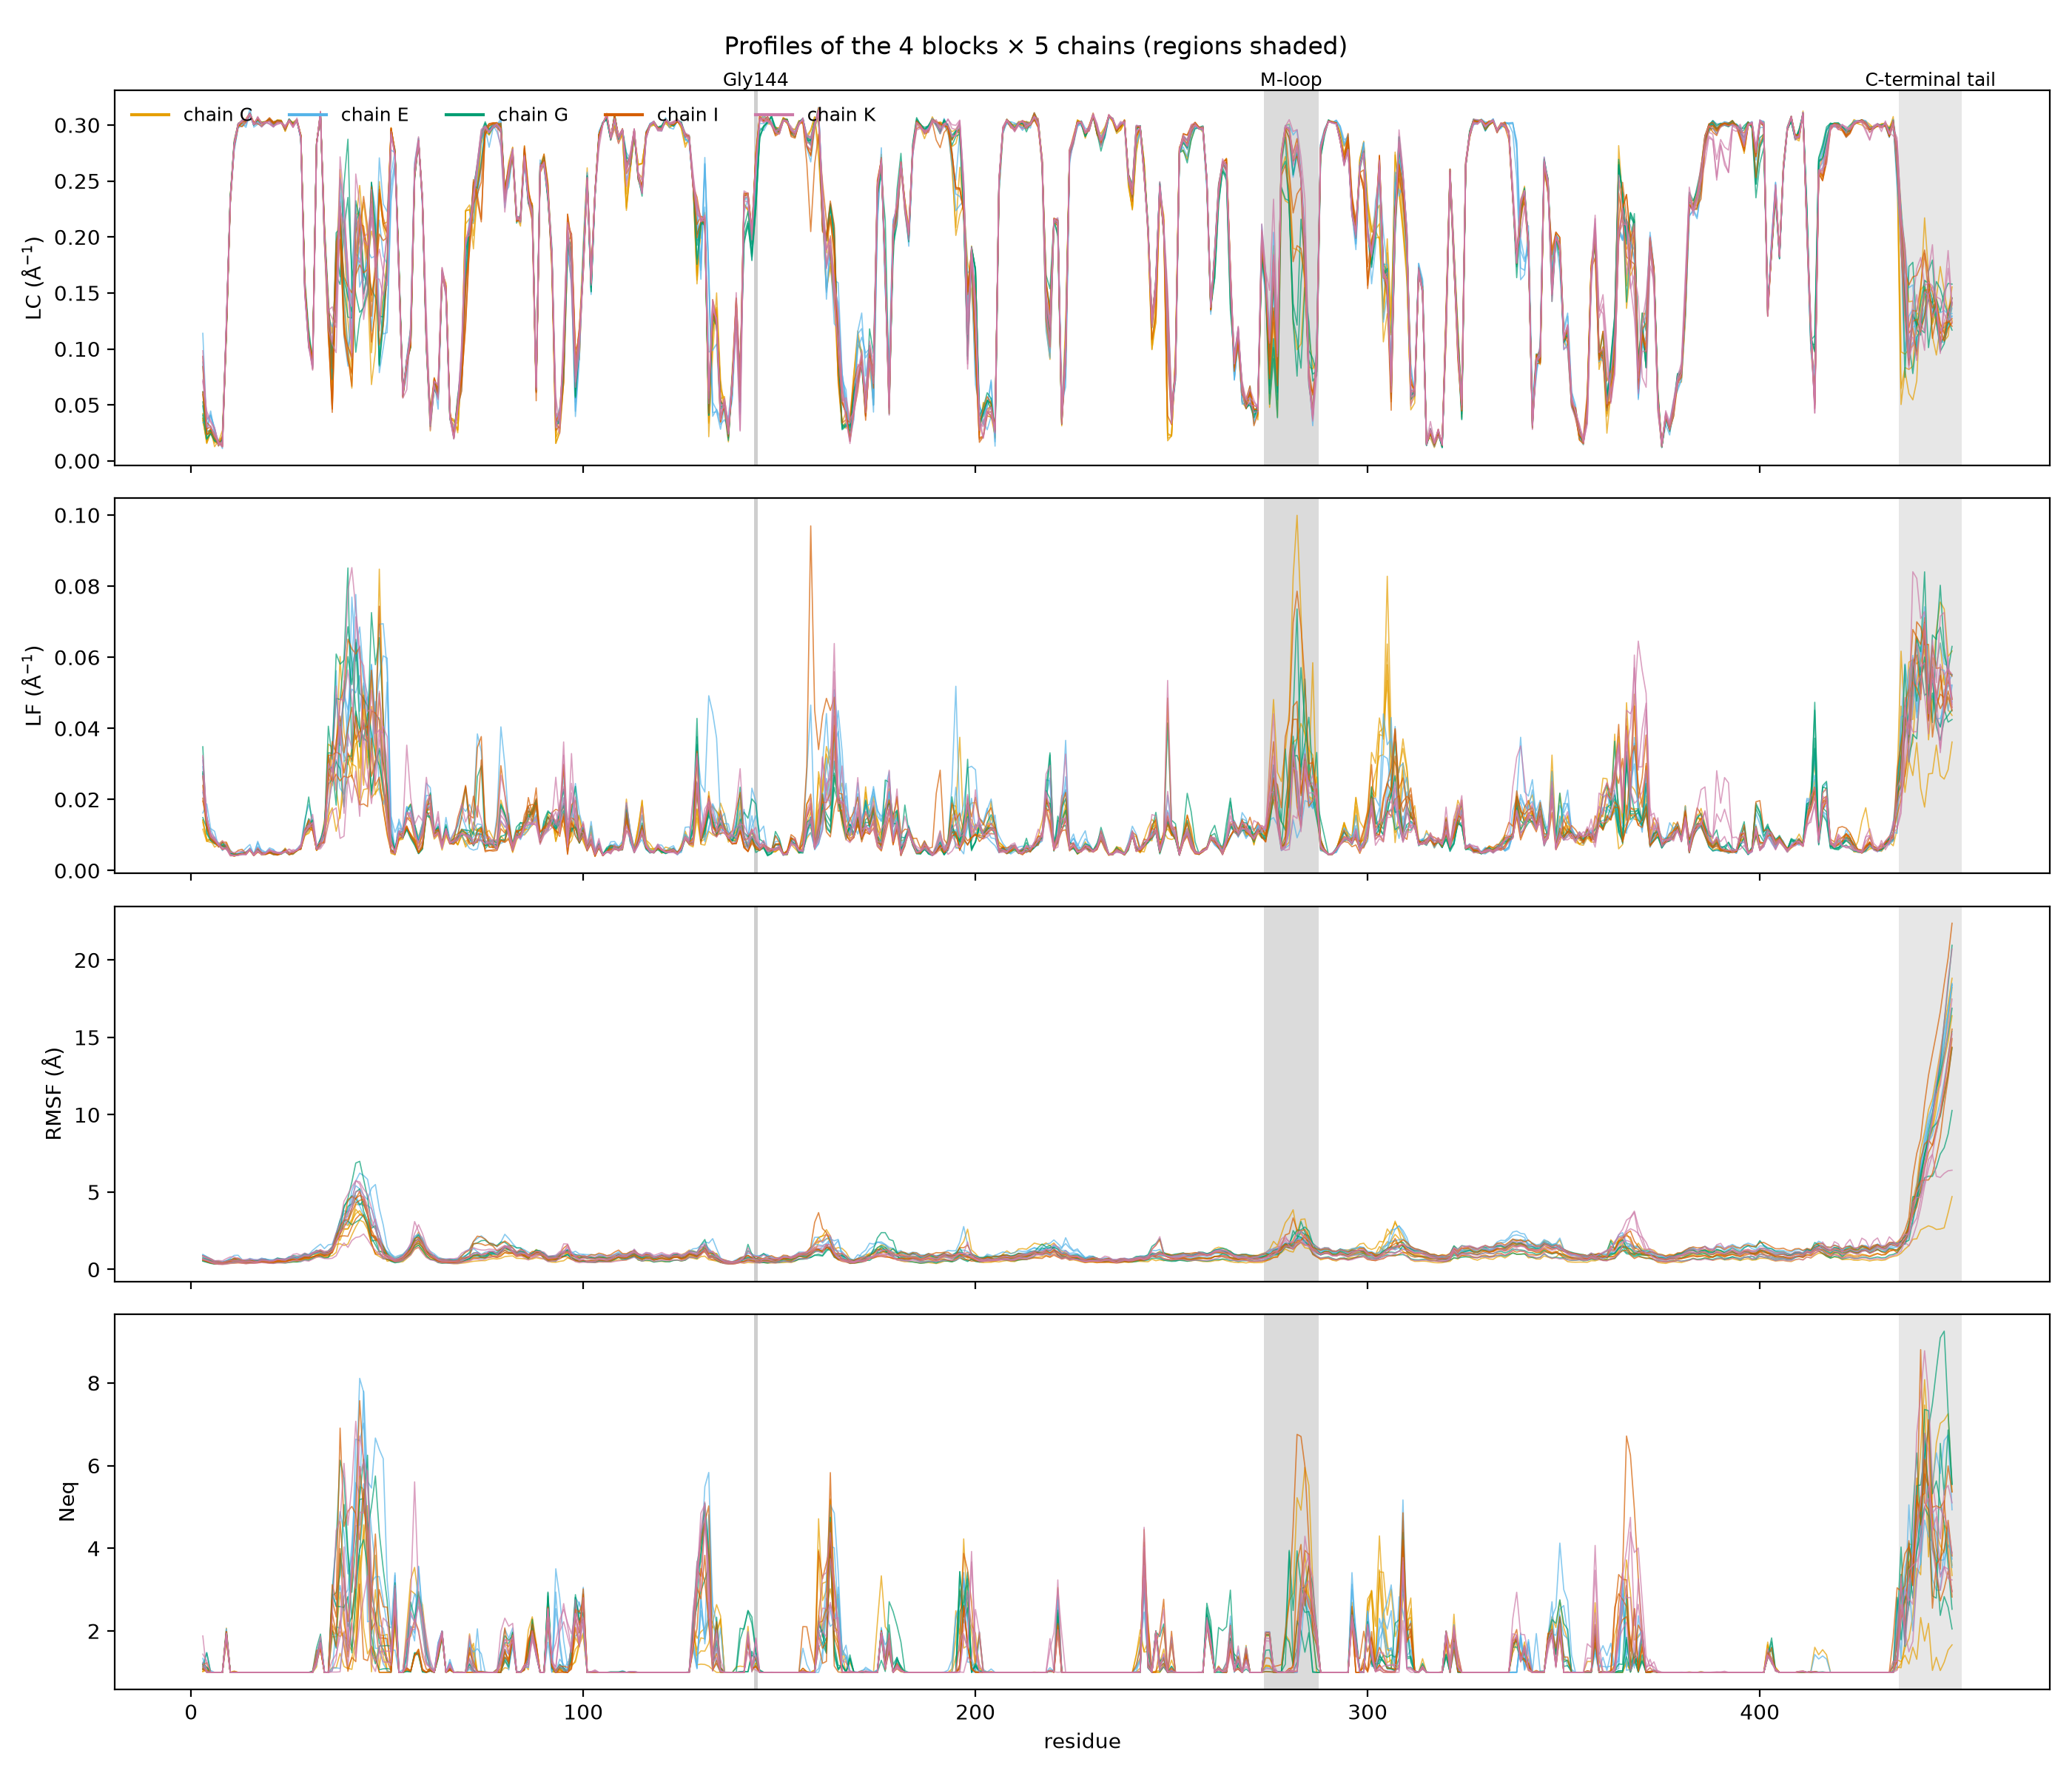 Profiles of the 4 blocks × 5 chains (regions shaded)
Gly144 M-loop C-terminal tail
chain C chain E chain G chain I chain K
LC (Å⁻¹)
0.30
0.25
0.20
0.15
0.10
0.05
0.00
LF (Å⁻¹)
0.10
0.08
0.06
0.04
0.02
0.00
RMSF (Å)
20
15
10
5
0
Neq
8
6
4
2
0 100 200 300 400
residue